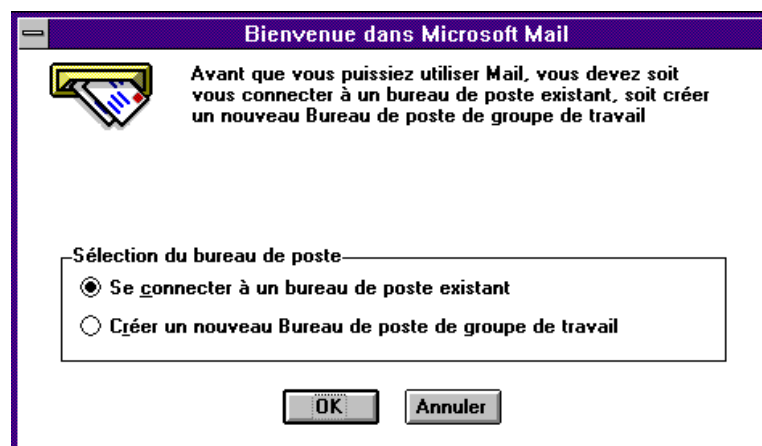 Bienvenue dans Microsoft Mail
Avant que vous puissiez utiliser Mail, vous devez soit
vous connecter à un bureau de poste existant, soit créer
un nouveau Bureau de poste de groupe de travail
Sélection du bureau de poste
Se connecter à un bureau de poste existant
Créer un nouveau Bureau de poste de groupe de travail
OK
Annuler